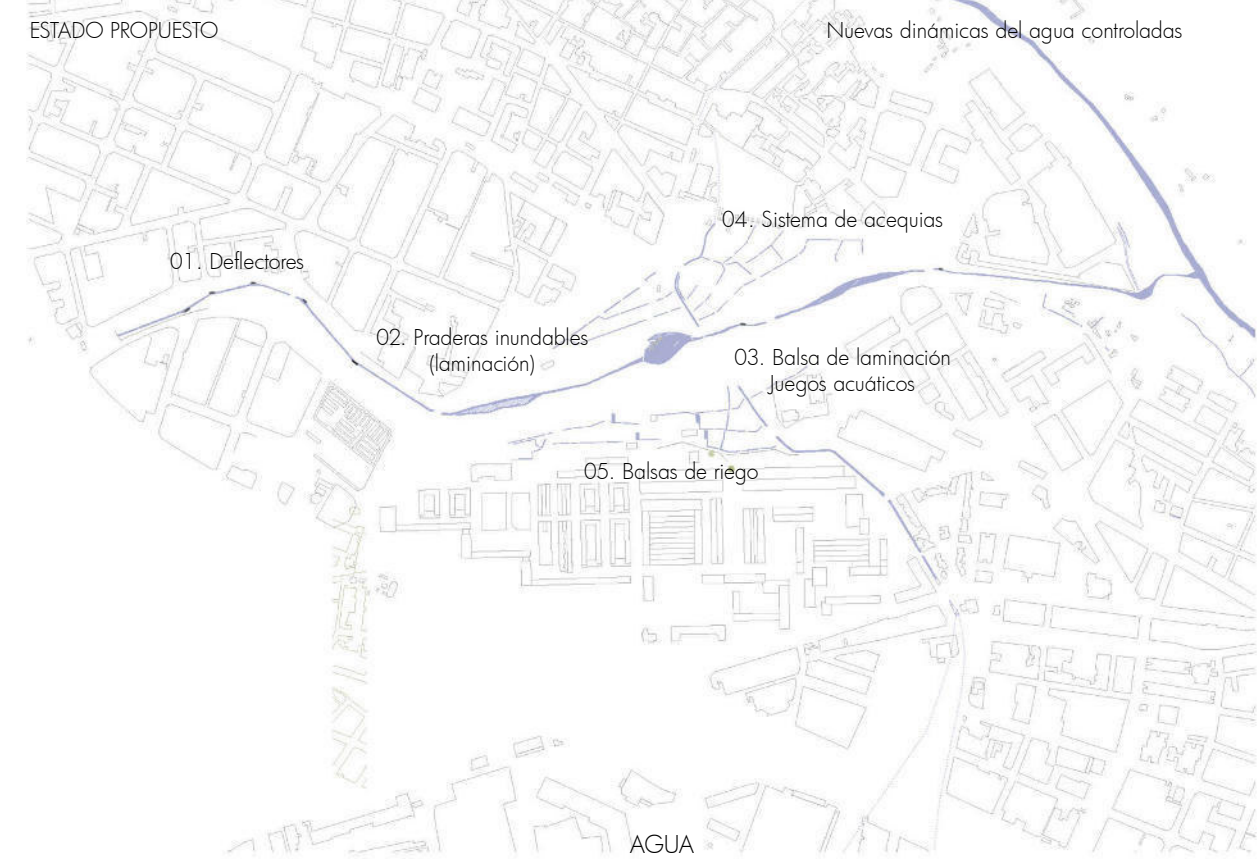 ESTADO PROPUESTO
Nuevas dinámicas del agua controladas
04. Sistema de acequias
01. Deflectores
02. Praderas inundables
(laminación)
03. Balsa de laminación
Juegos acuáticos
05. Balsas de riego
AGUA